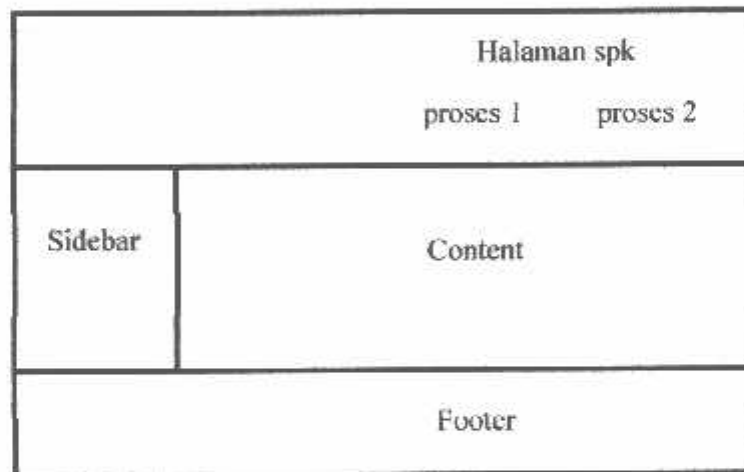 Halaman spk
proses 1 proses 2
Sidebar
Content
Footer